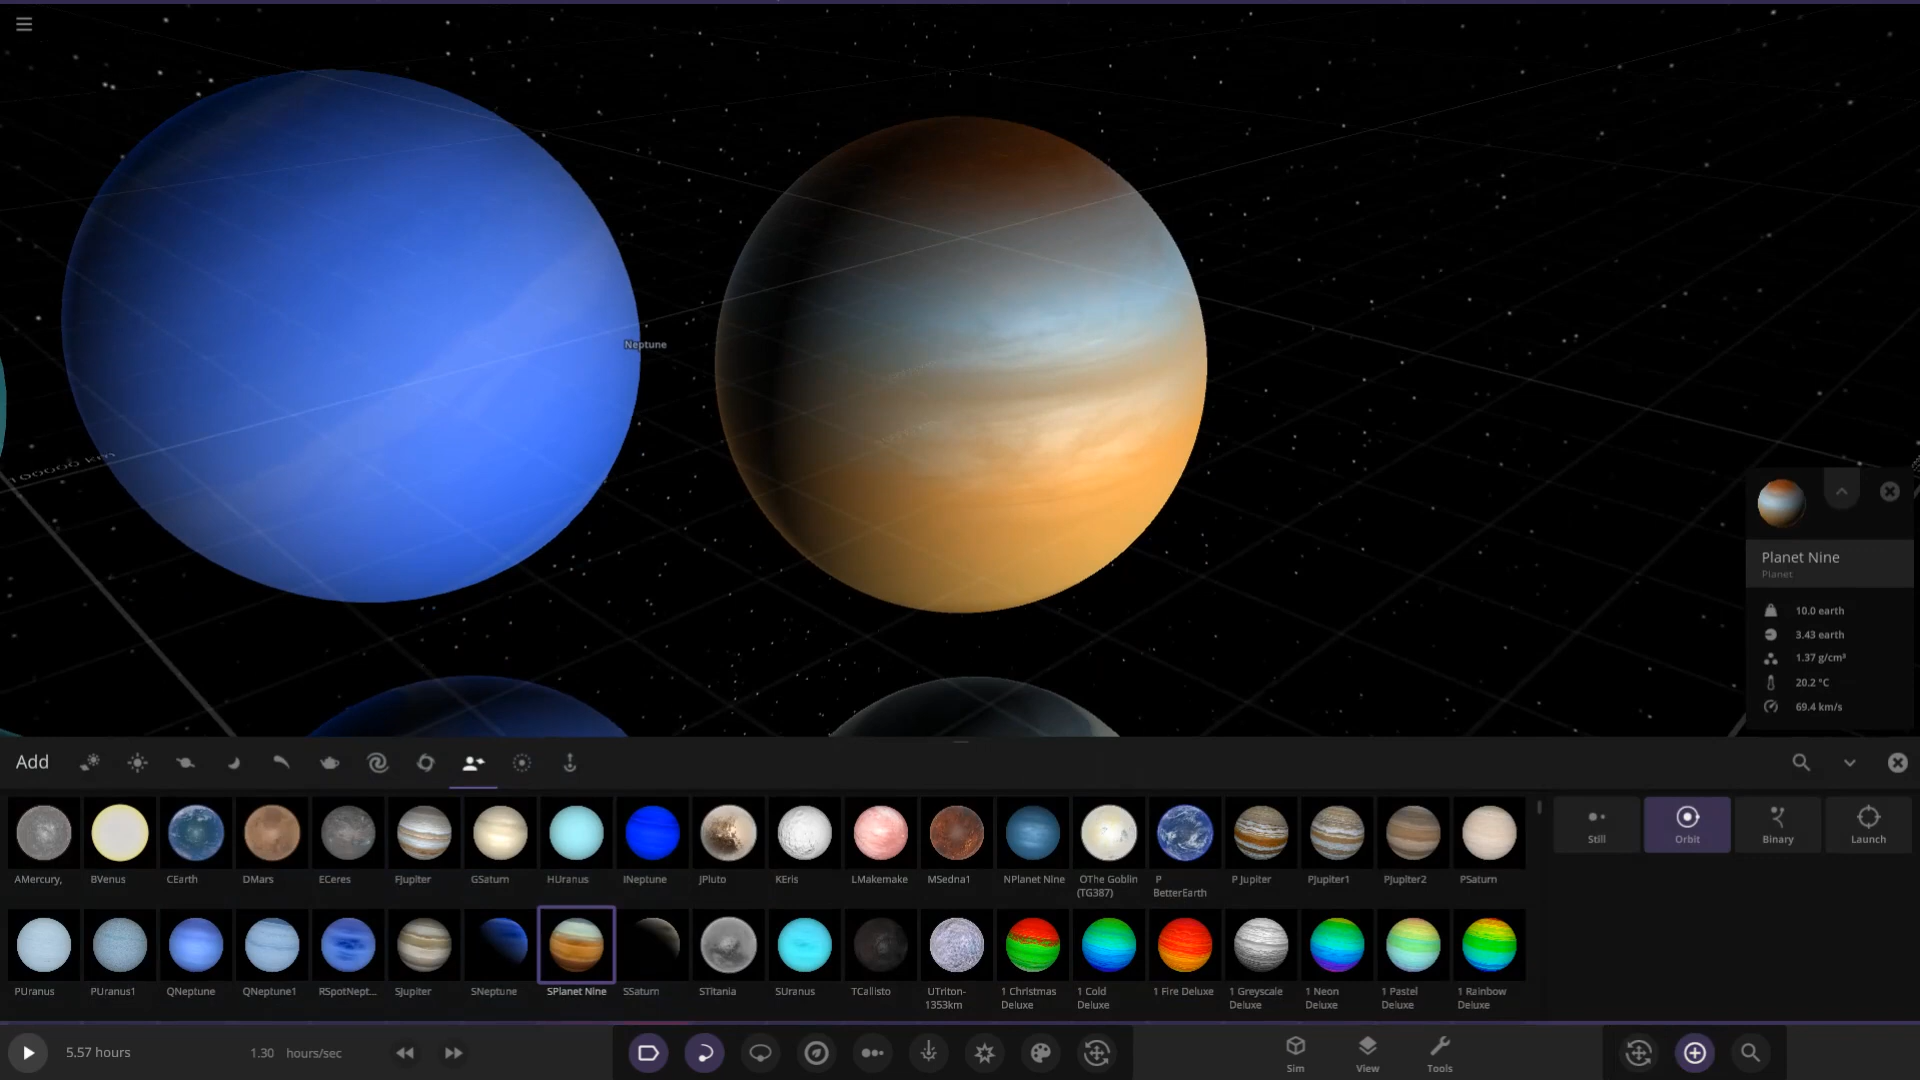 Neptune
100000 km
Planet Nine
Planet
10.0 earth
3.43 earth
1.37 g/cm³
20.2 °C
69.4 km/s
Add
Still
Orbit
Binary
Launch
AMercury,
BVenus
CEarth
DMars
ECeres
FJupiter
GSaturn
HUranus
INeptune
JPluto
KEris
LMakemake
MSedna1
NPlanet Nine
OThe Goblin
(TG387)
P
BetterEarth
P Jupiter
PJupiter1
PJupiter2
PSaturn
PUranus
PUranus1
QNeptune
QNeptune1
RSpotNept...
SJupiter
SNeptune
SPlanet Nine
SSaturn
STitania
SUranus
TCallisto
UTriton-
1353km
1 Christmas
Deluxe
1 Cold
Deluxe
1 Fire Deluxe
1 Greyscale
Deluxe
1 Neon
Deluxe
1 Pastel
Deluxe
1 Rainbow
Deluxe
5.57 hours
1.30 hours/sec
Sim
View
Tools